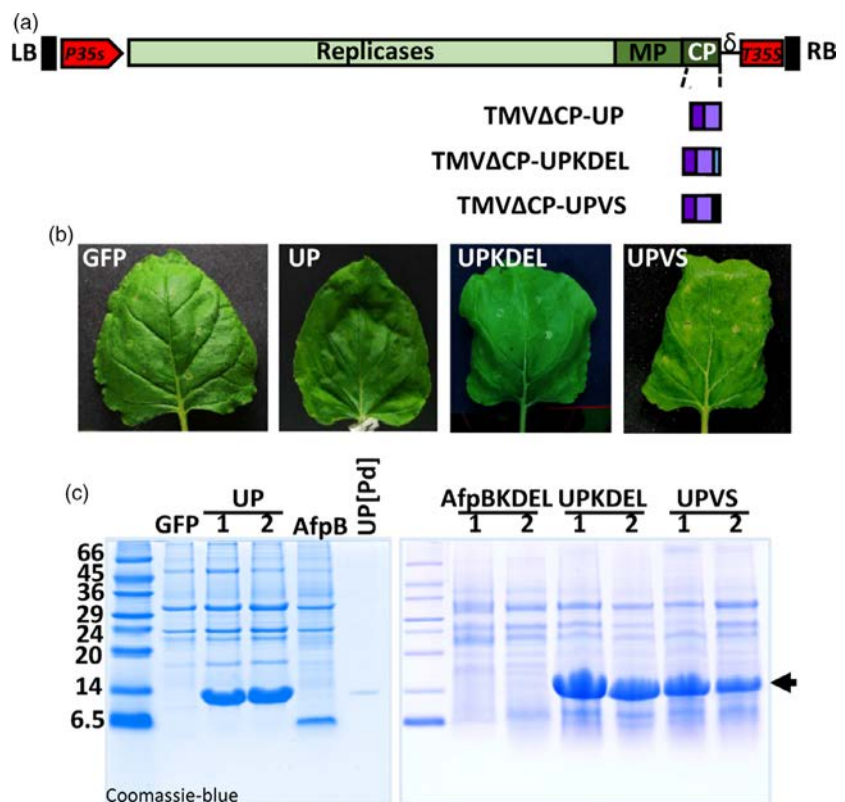 (a)
LB P35s Replicases MP CP δ T35S RB
TMVΔCP-UP
TMVΔCP-UPKDEL
TMVΔCP-UPVS
(b)
GFP UP UPKDEL UPVS
(c)
UP UP[Pd] AfpBKDEL UPKDEL UPVS
GFP 1 2 AfpB 1 2 1 2 1 2
66
45
36
29
24
20
14
6.5
Coomassie-blue